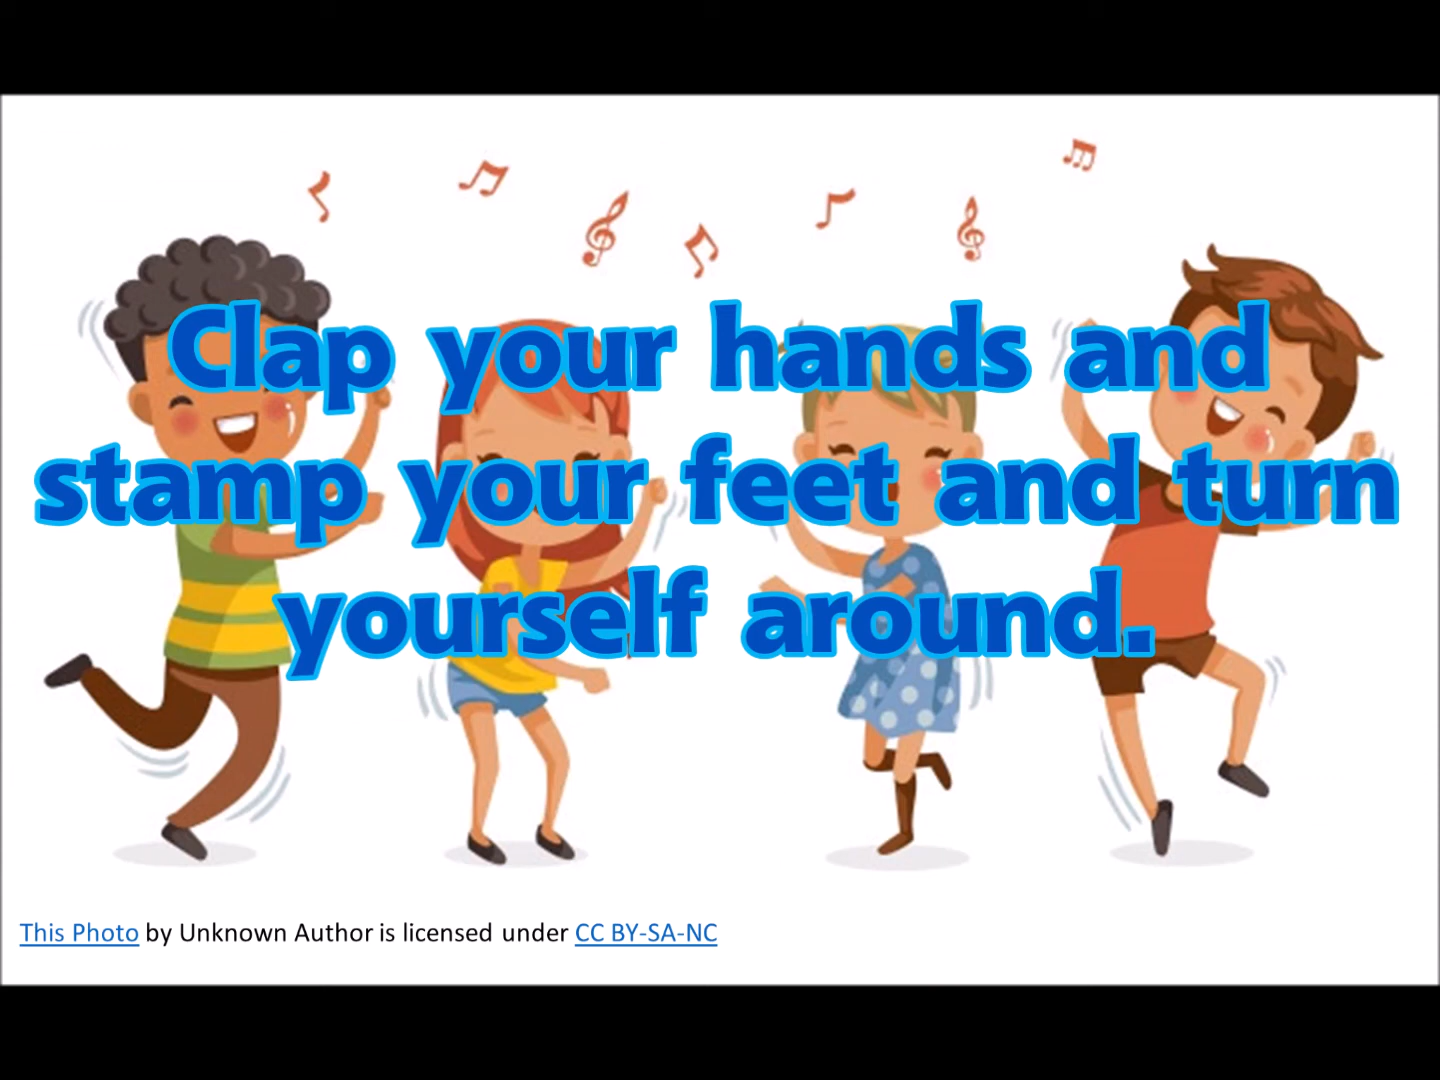 Clap your hands and
stamp your feet and turn
yourself around.
This Photo by Unknown Author is licensed under CC BY-SA-NC